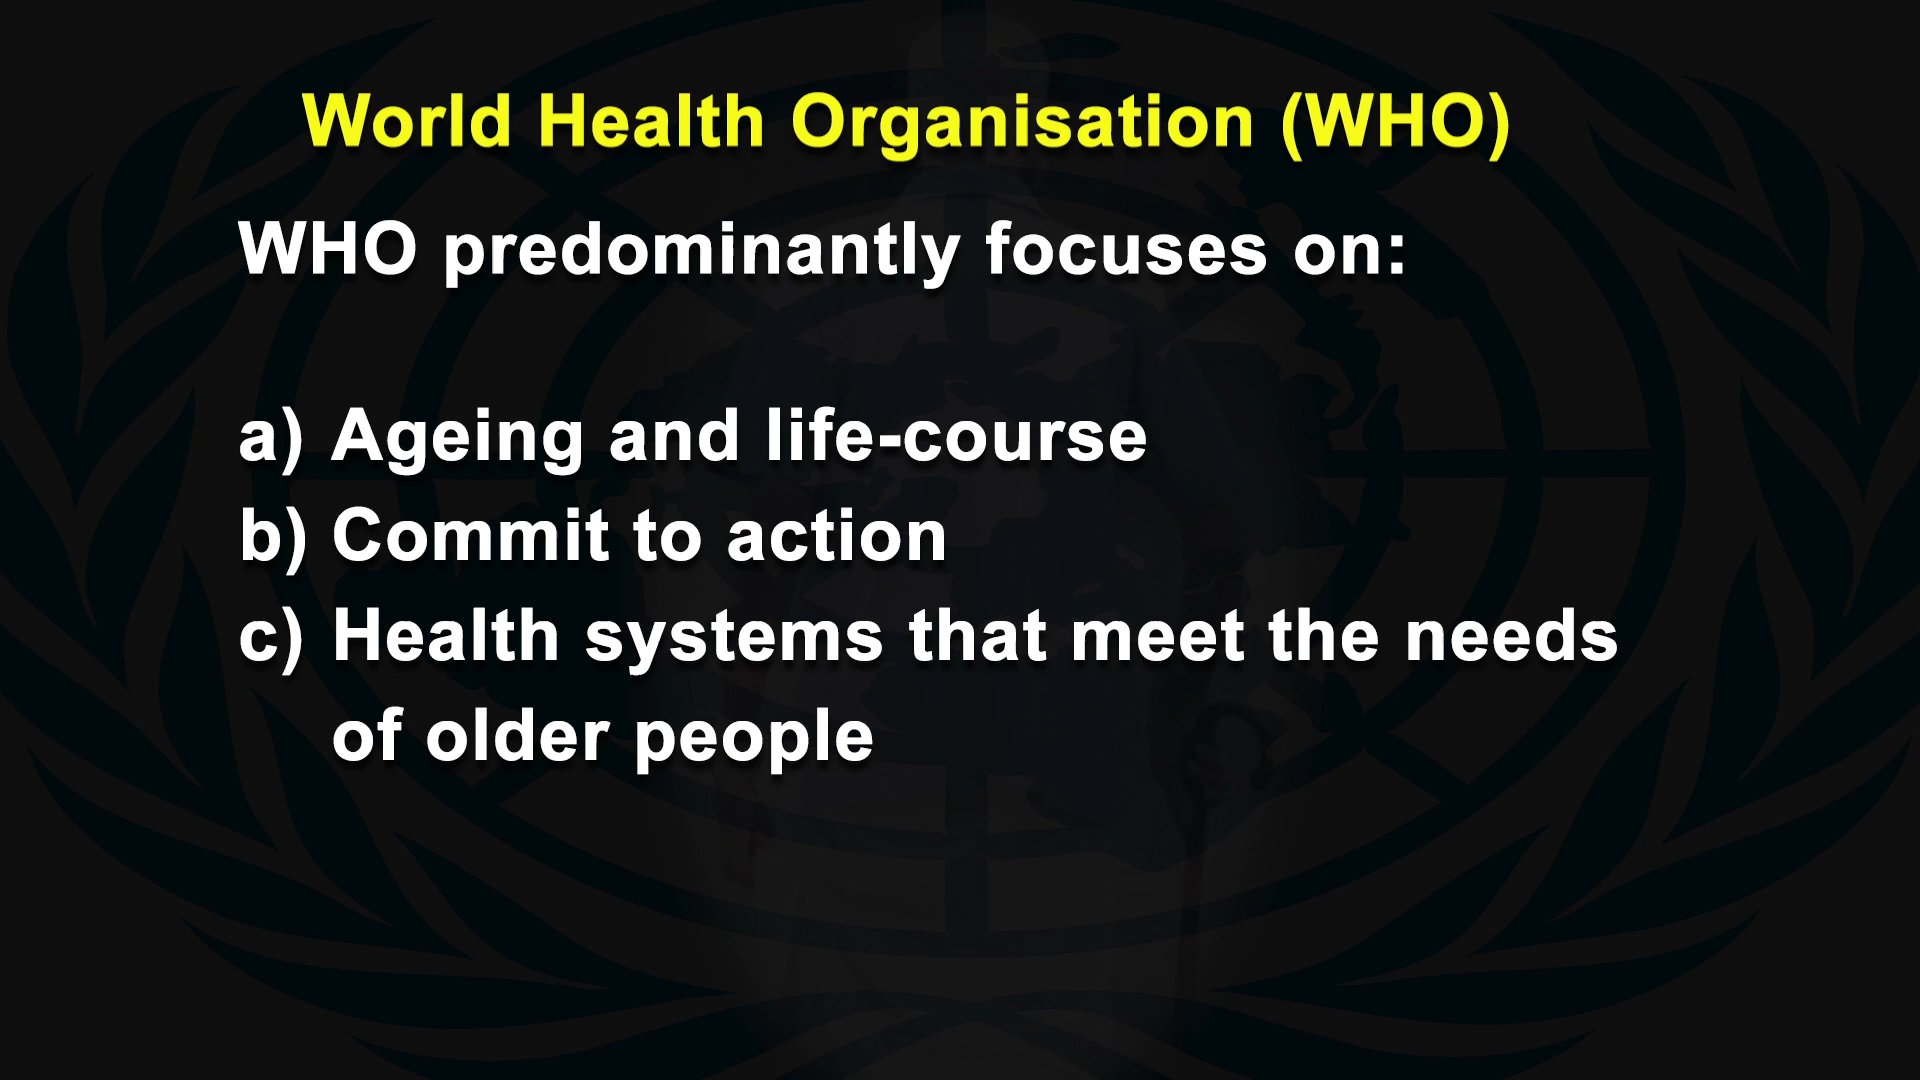 World Health Organisation (WHO)
WHO predominantly focuses on:
a) Ageing and life-course
b) Commit to action
c) Health systems that meet the needs
of older people